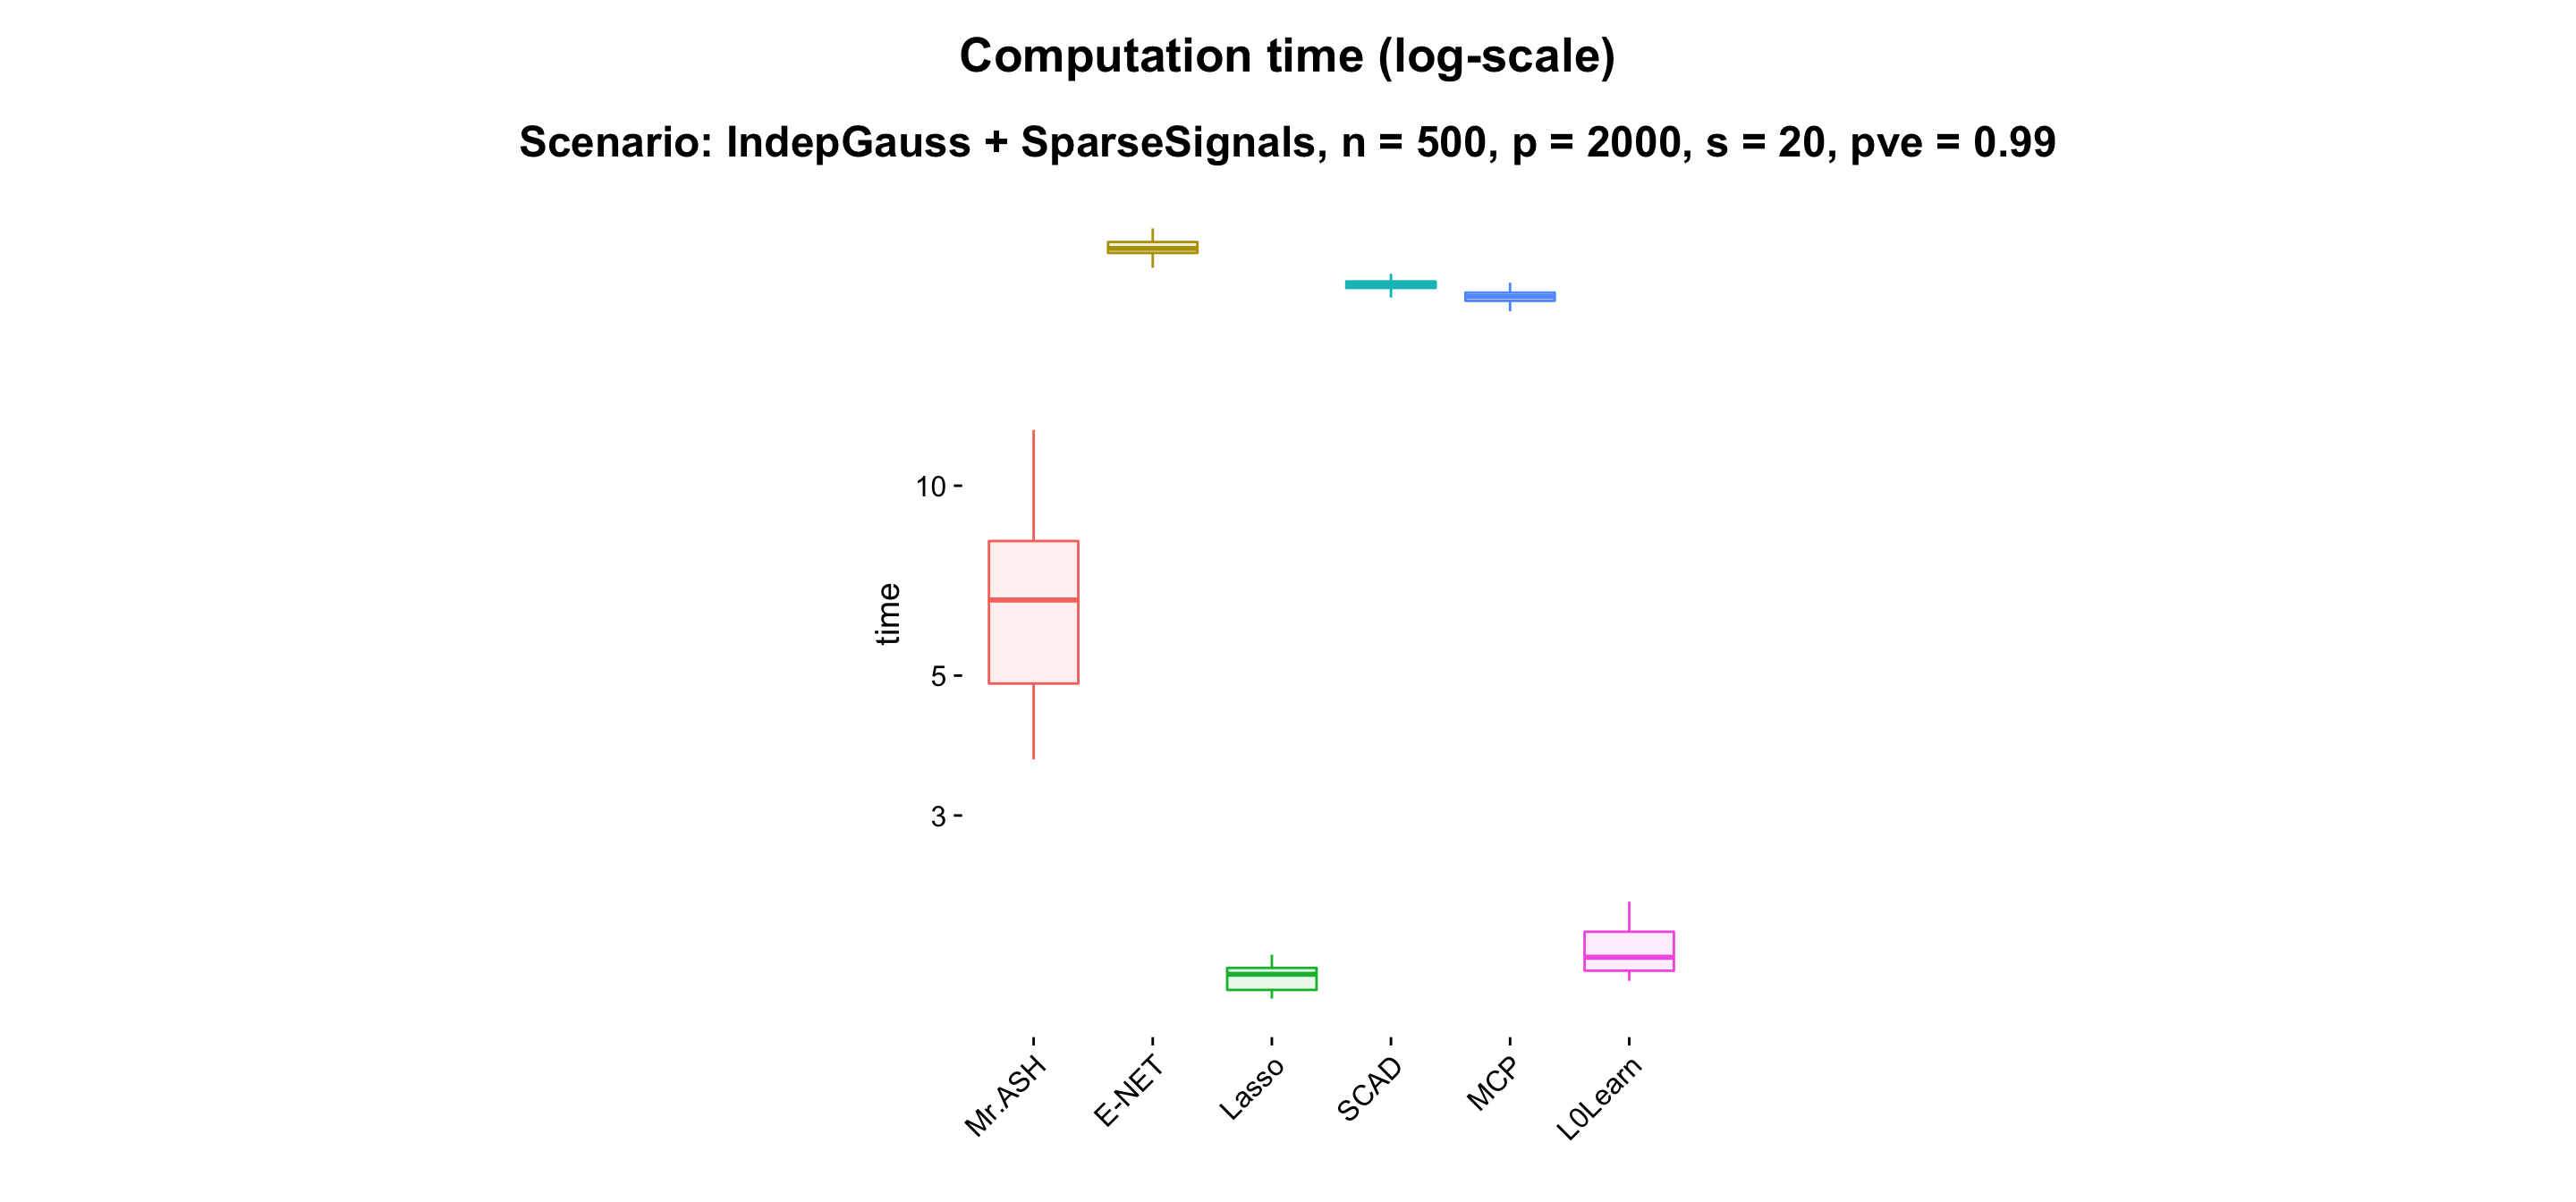 Computation time (log-scale)
Scenario: IndepGauss + SparseSignals, n = 500, p = 2000, s = 20, pve = 0.99
10
5
3
time
Mr.ASH
E-NET
Lasso
SCAD
MCP
L0Learn